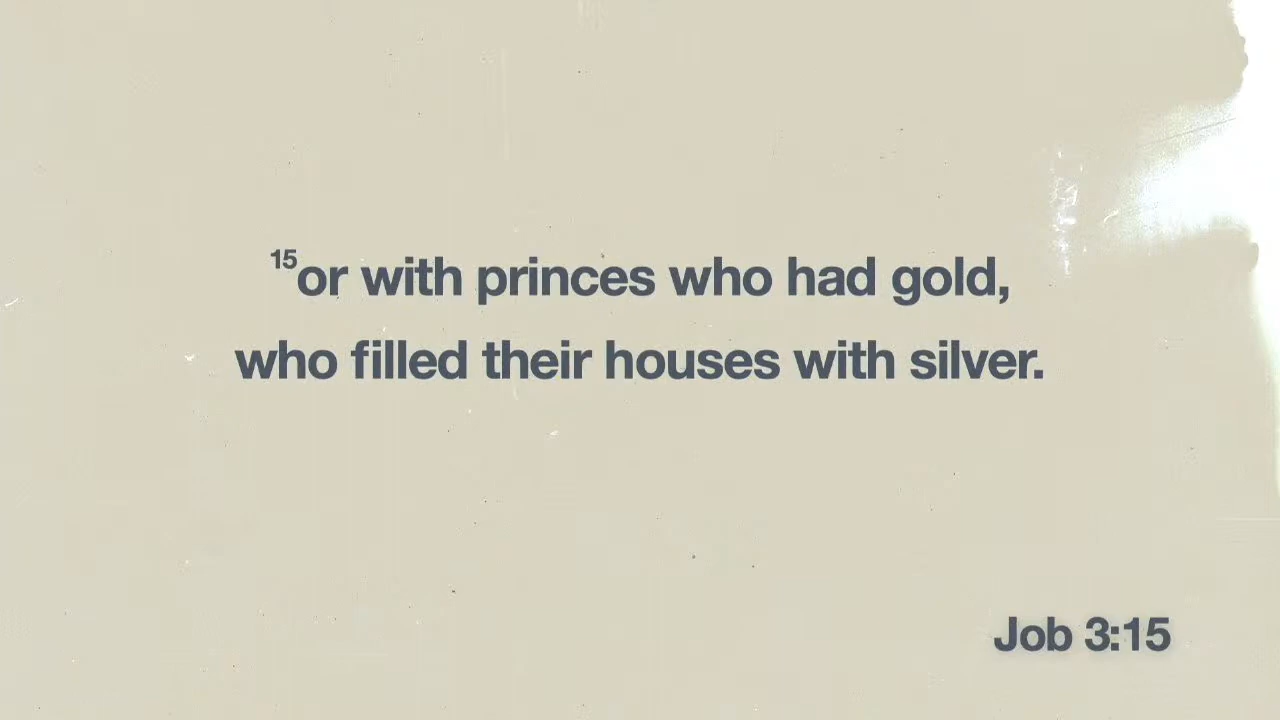 15or with princes who had gold,
who filled their houses with silver.
Job 3:15